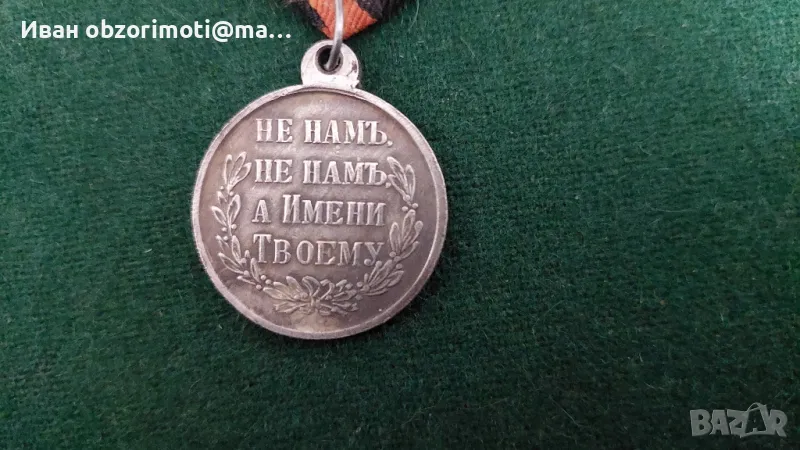 Иван obzorimoti@ma...
НЕ НАМЪ.
НЕ НАМЪ,
А ИМЕНИ
ТВОЕМУ
BAZAR